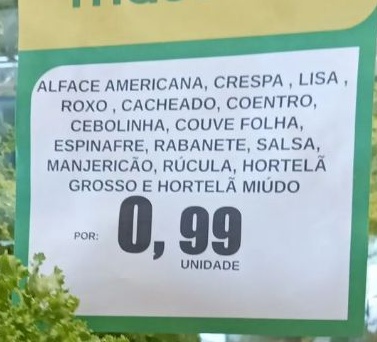 ALFACE AMERICANA, CRESPA , LISA ,
ROXO , CACHEADO, COENTRO,
CEBOLINHA, COUVE FOLHA,
ESPINAFRE, RABANETE, SALSA,
MANJERICÃO, RÚCULA, HORTELÃ
GROSSO E HORTELÃ MIÚDO
POR: 0,99
UNIDADE